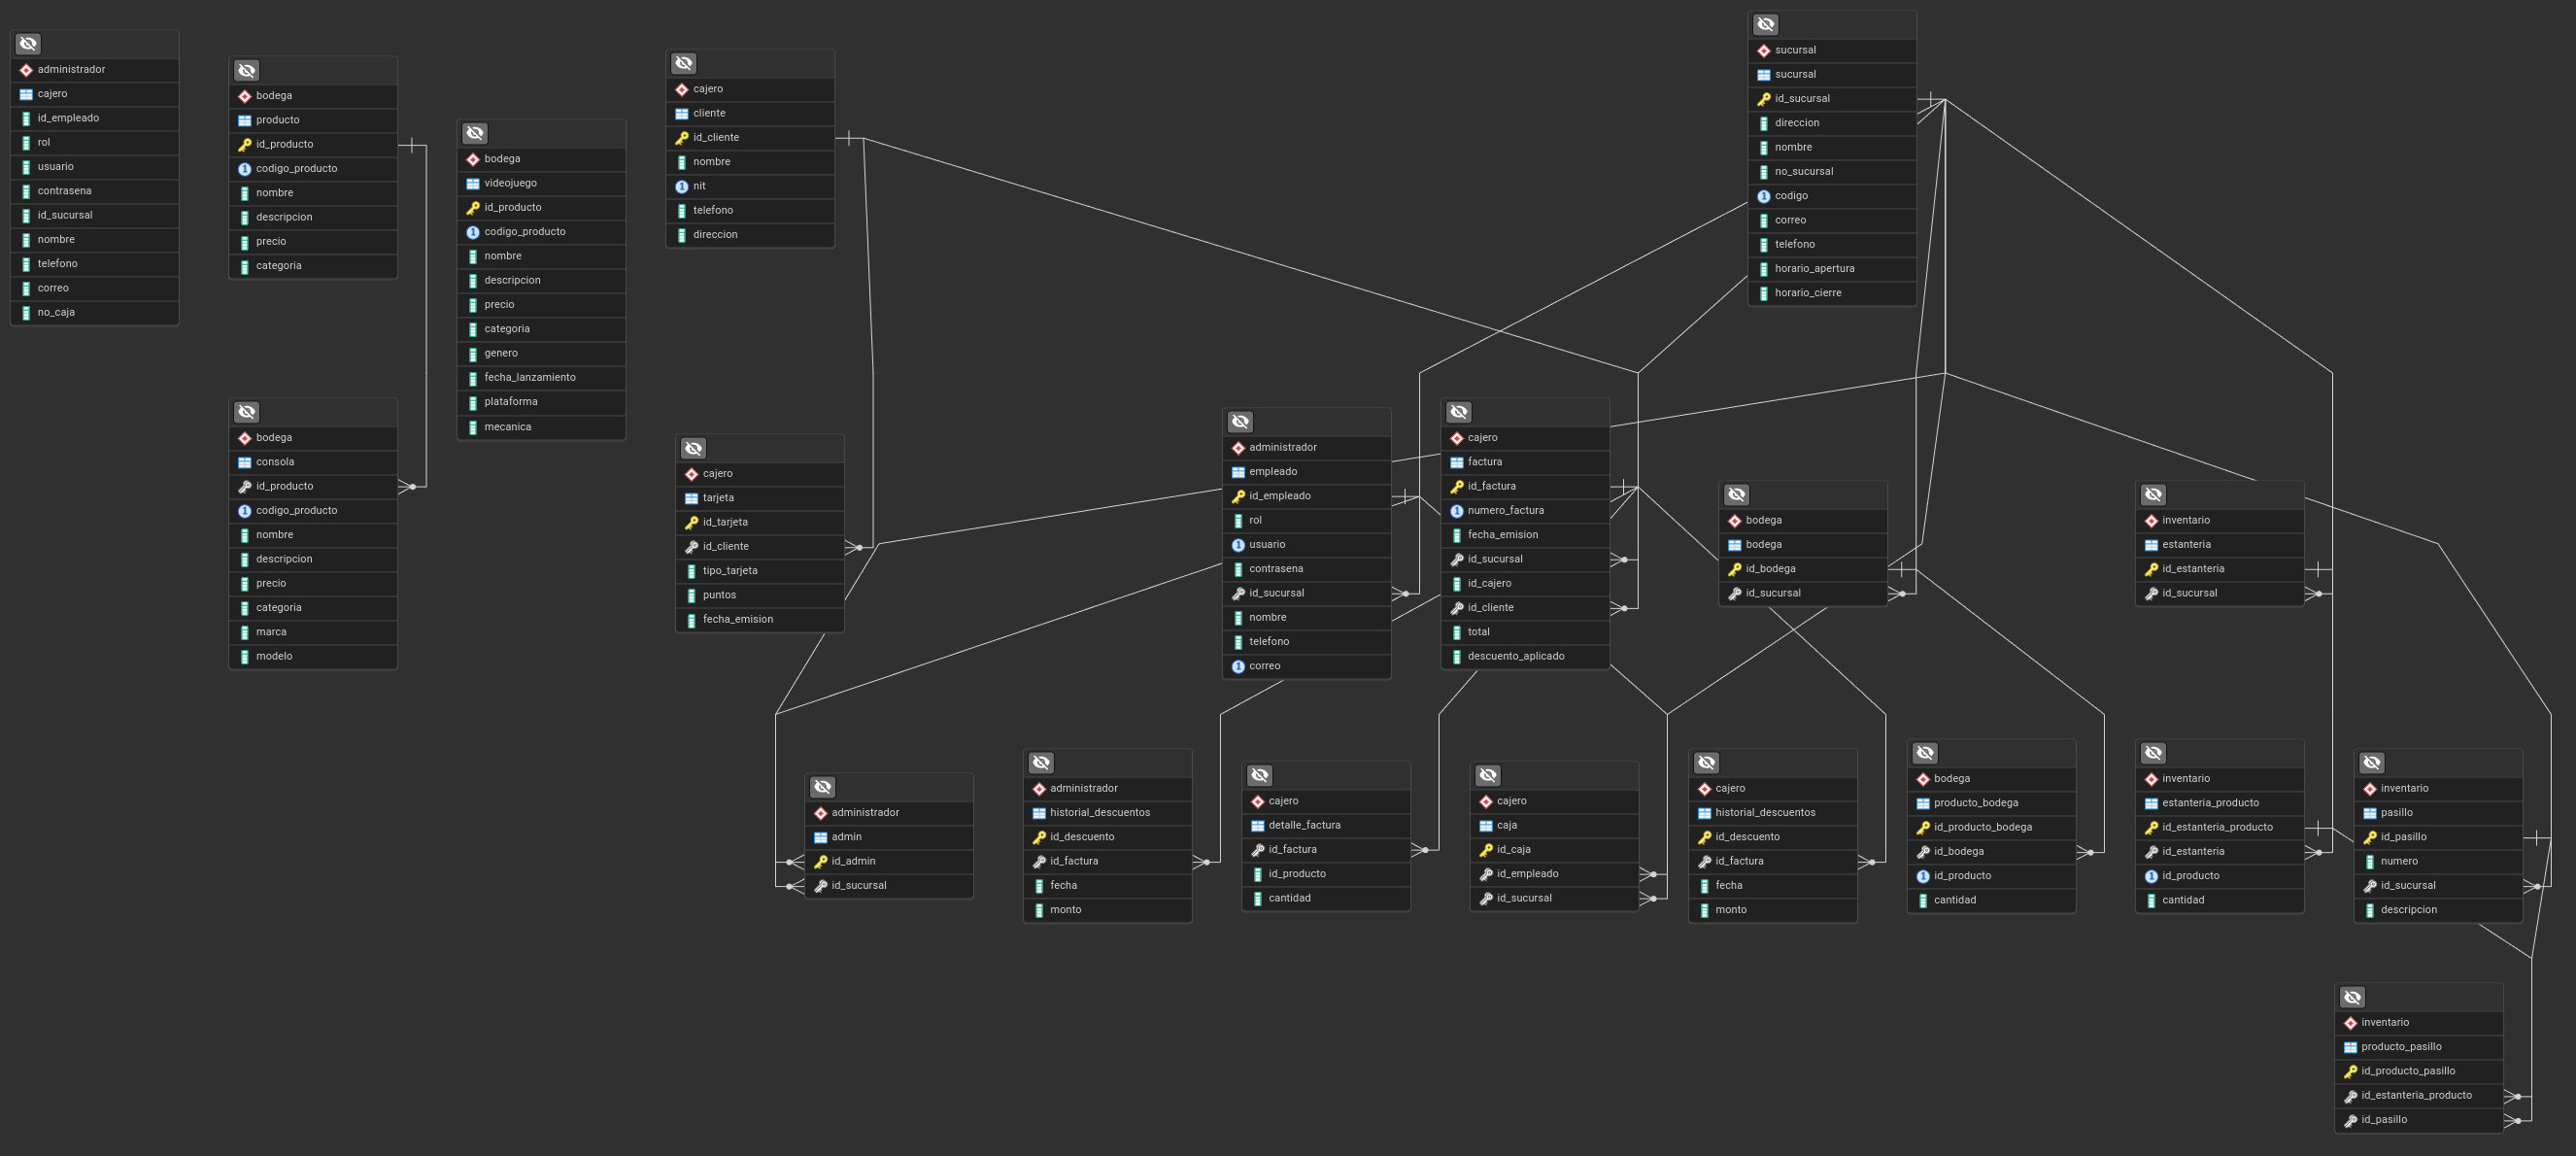 administrador
cajero
id_empleado
rol
usuario
contrasena
id_sucursal
nombre
telefono
correo
no_caja
bodega
producto
id_producto
codigo_producto
nombre
descripcion
precio
categoria
bodega
videojuego
id_producto
codigo_producto
nombre
descripcion
precio
categoria
genero
fecha_lanzamiento
plataforma
mecanica
cajero
cliente
id_cliente
nombre
nit
telefono
direccion
sucursal
sucursal
id_sucursal
direccion
nombre
no_sucursal
codigo
correo
telefono
horario_apertura
horario_cierre
bodega
consola
id_producto
codigo_producto
nombre
descripcion
precio
categoria
marca
modelo
cajero
tarjeta
id_tarjeta
id_cliente
tipo_tarjeta
puntos
fecha_emision
administrador
empleado
id_empleado
rol
usuario
contrasena
id_sucursal
nombre
telefono
correo
cajero
factura
id_factura
numero_factura
fecha_emision
id_sucursal
id_cajero
id_cliente
total
descuento_aplicado
bodega
bodega
id_bodega
id_sucursal
inventario
estanteria
id_estanteria
id_sucursal
administrador
admin
id_admin
id_sucursal
administrador
historial_descuentos
id_descuento
id_factura
fecha
monto
cajero
detalle_factura
id_factura
id_producto
cantidad
cajero
caja
id_caja
id_empleado
id_sucursal
cajero
historial_descuentos
id_descuento
id_factura
fecha
monto
bodega
producto_bodega
id_producto_bodega
id_bodega
id_producto
cantidad
inventario
estanteria_producto
id_estanteria_producto
id_estanteria
id_producto
cantidad
inventario
pasillo
id_pasillo
numero
id_sucursal
descripcion
inventario
producto_pasillo
id_producto_pasillo
id_estanteria_producto
id_pasillo